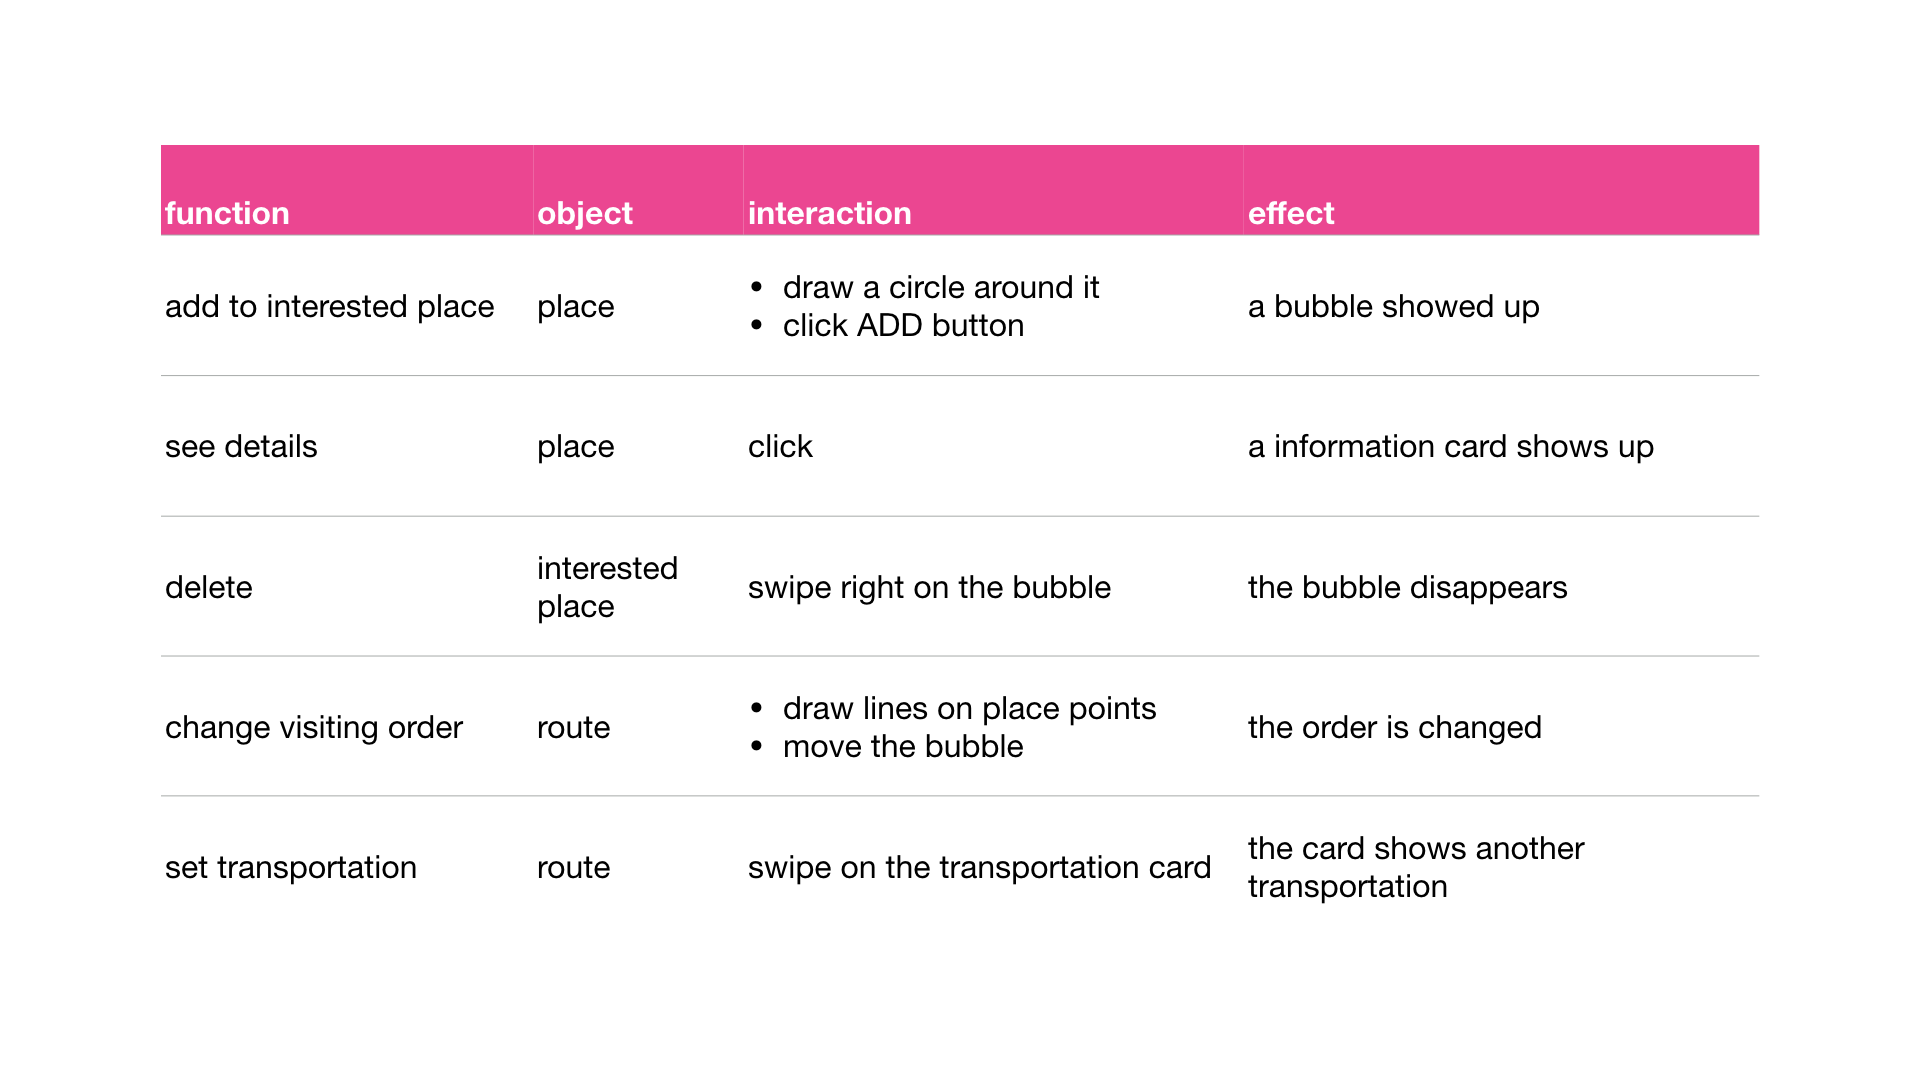 function object interaction effect
add to interested place place • draw a circle around it
• click ADD button a bubble showed up
see details place click a information card shows up
delete interested
place swipe right on the bubble the bubble disappears
change visiting order route • draw lines on place points
• move the bubble the order is changed
set transportation route swipe on the transportation card the card shows another
transportation